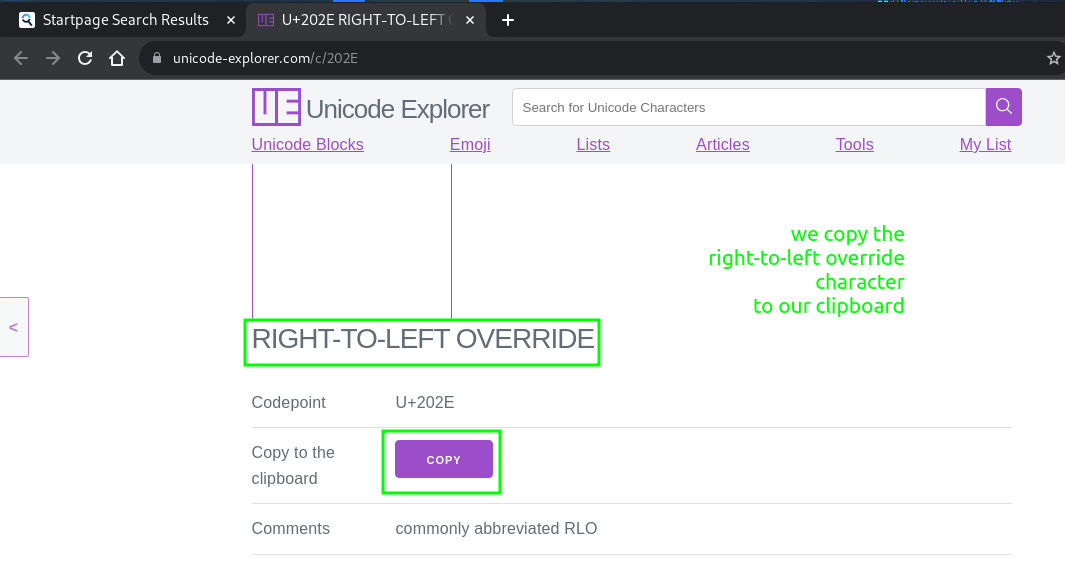 Startpage Search Results
U+202E RIGHT-TO-LEFT
unicode-explorer.com/c/202E
Unicode Explorer
Search for Unicode Characters
Unicode Blocks Emoji Lists Articles Tools My List
we copy the
right-to-left override
character
to our clipboard
<
RIGHT-TO-LEFT OVERRIDE
Codepoint U+202E
Copy to the
clipboard
COPY
Comments commonly abbreviated RLO